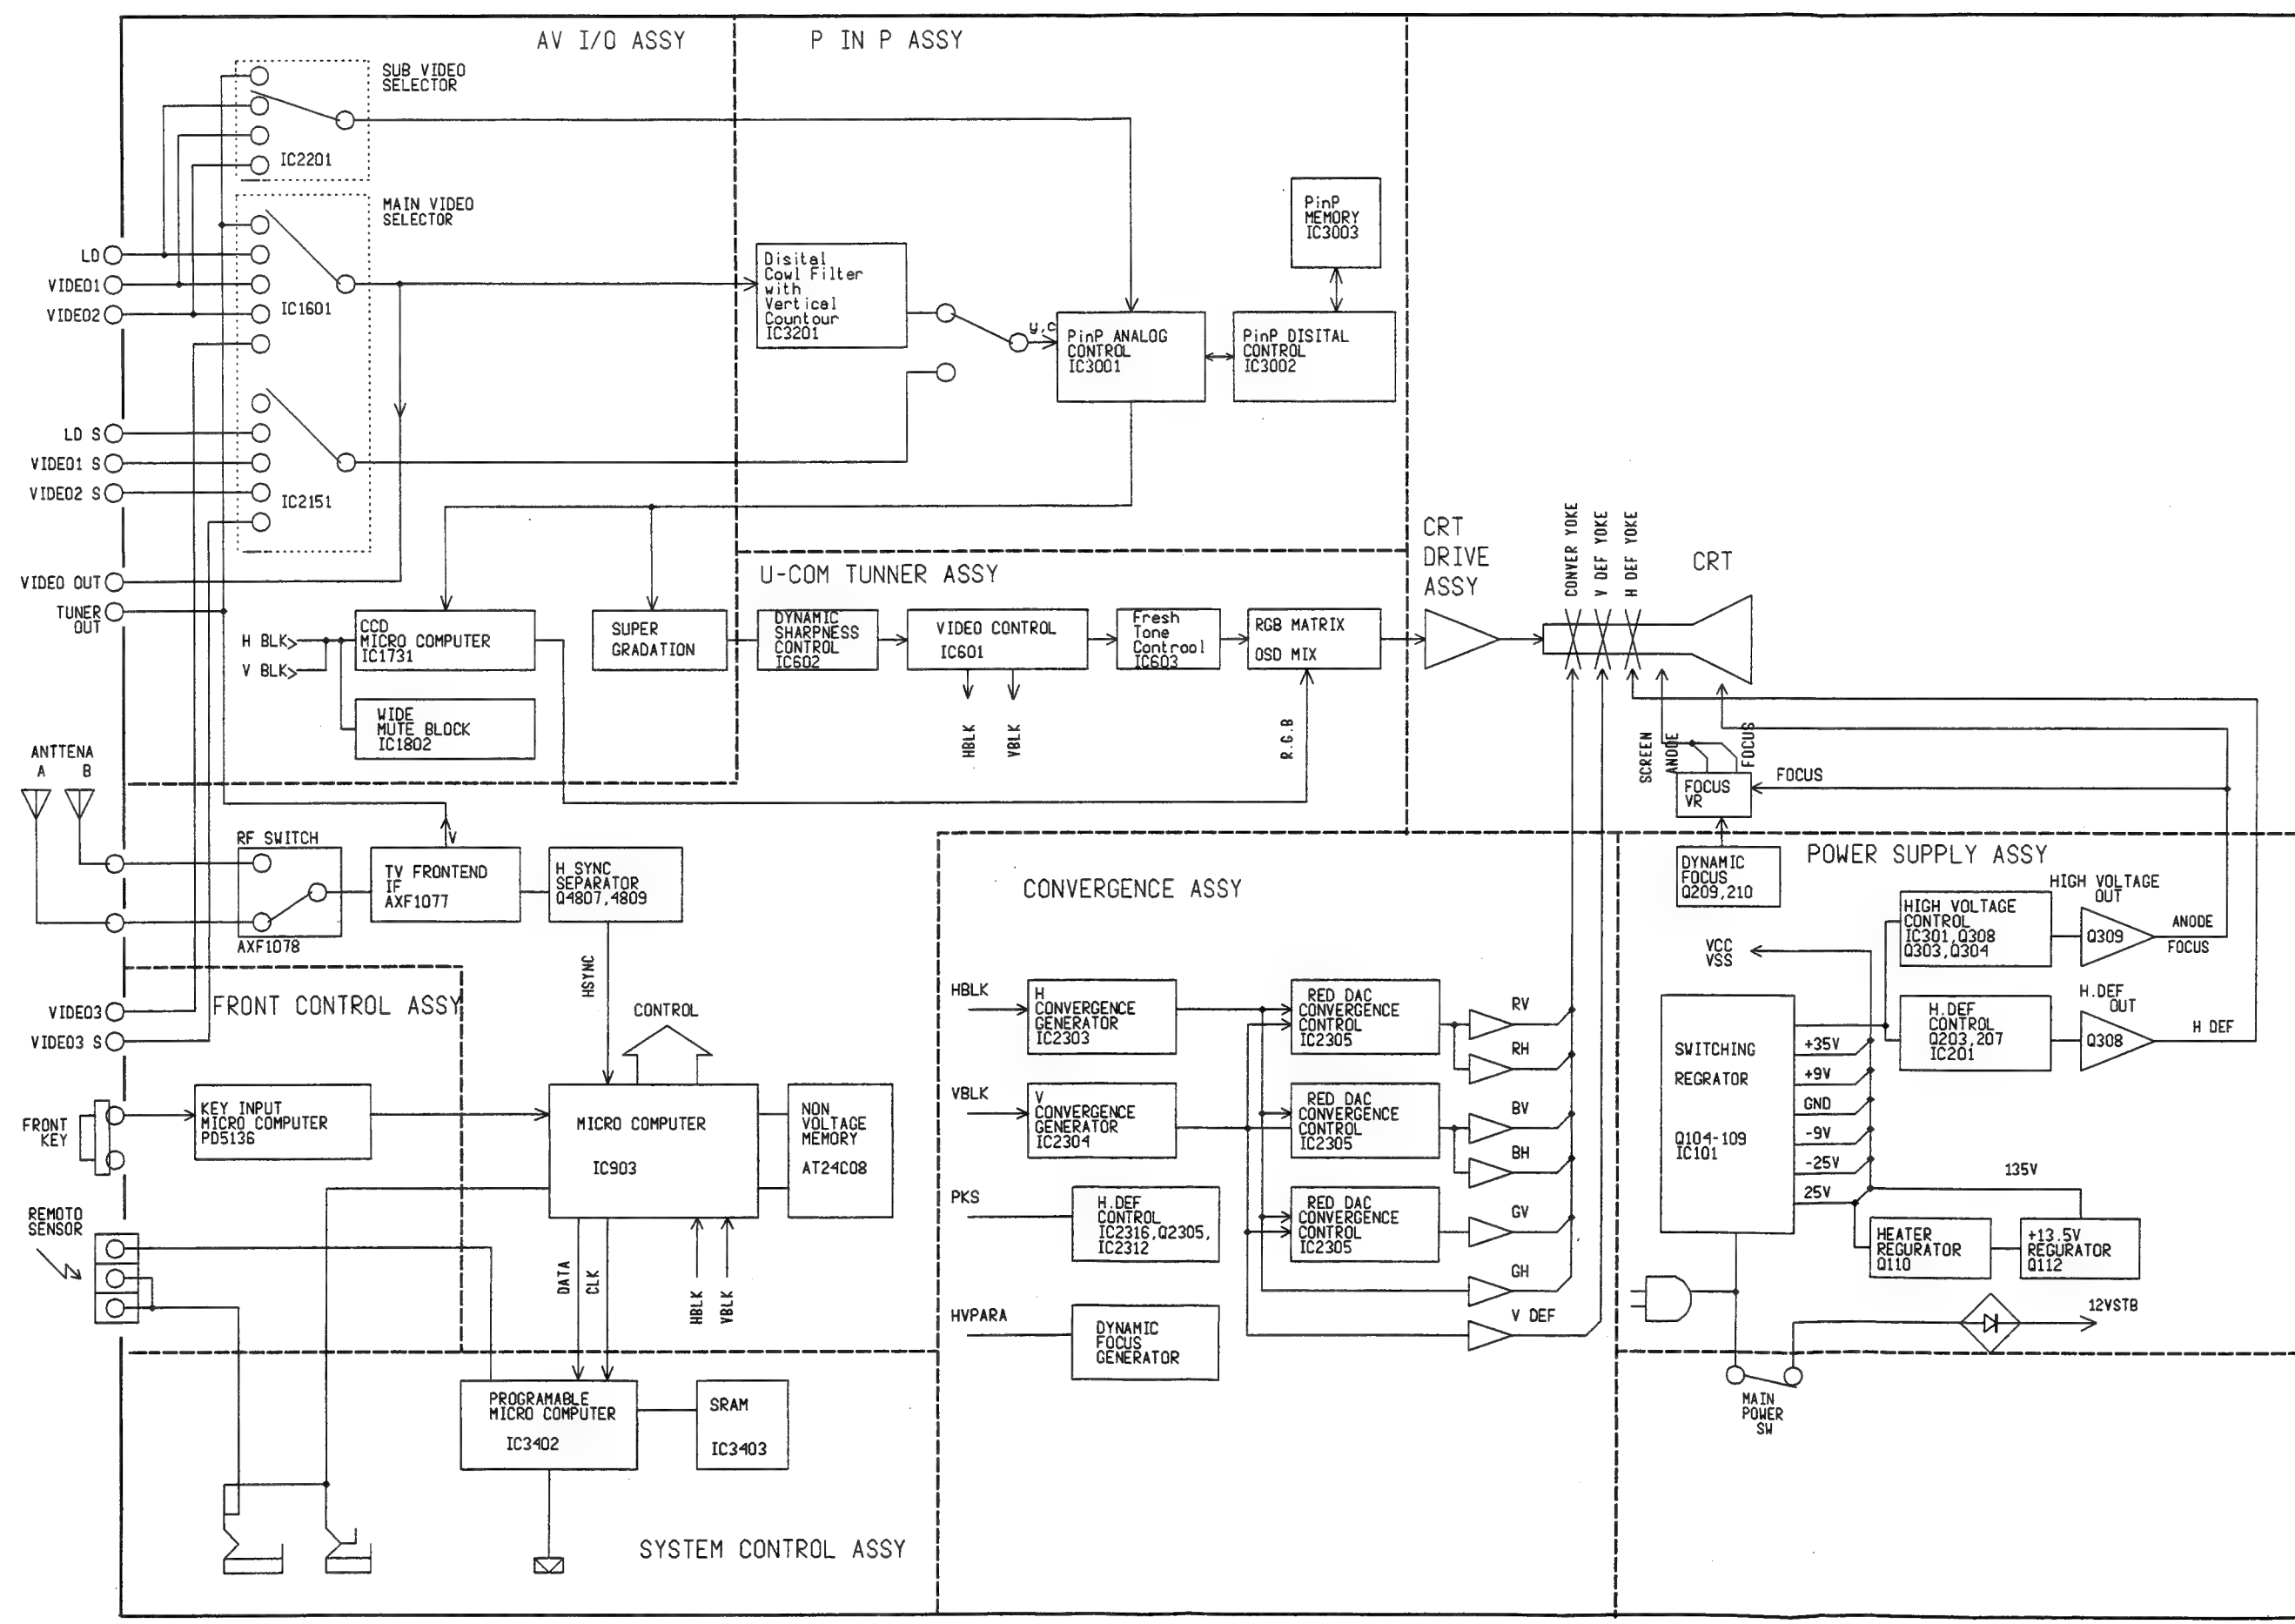 AV I/O ASSY
P IN P ASSY
SUB VIDEO
SELECTOR
IC2201
MAIN VIDEO
SELECTOR
PinP
MEMORY
IC3003
LD
VIDEO1
VIDEO2
IC1601
Disital
Cowl Filter
with
Vertical
Countour
IC3201
y,c
PinP ANALOG
CONTROL
IC3001
PinP DISITAL
CONTROL
IC3002
LD S
VIDEO1 S
VIDEO2 S
IC2151
VIDEO OUT
TUNER
OUT
U-COM TUNNER ASSY
CRT
DRIVE
ASSY
CONVER YOKE
V DEF YOKE
H DEF YOKE
CRT
H BLK
V BLK
CCD
MICRO COMPUTER
IC1731
SUPER
GRADATION
DYNAMIC
SHARPNESS
CONTROL
IC602
VIDEO CONTROL
IC601
Fresh
Tone
Controol
IC603
RGB MATRIX
OSD MIX
WIDE
MUTE BLOCK
IC1802
HBLK
VBLK
R.G.B
SCREEN
ANODE
FOCUS
FOCUS
VR
FOCUS
ANTTENA
A B
RF SWITCH
AXF1078
V
TV FRONTEND
IF
AXF1077
H SYNC
SEPARATOR
Q4807,4809
CONVERGENCE ASSY
DYNAMIC
FOCUS
Q209,210
POWER SUPPLY ASSY
HIGH VOLTAGE
OUT
HIGH VOLTAGE
CONTROL
IC301,Q308
Q303,Q304
Q309
ANODE
FOCUS
VCC
VSS
HSYNC
CONTROL
FRONT CONTROL ASSY
VIDEO3
VIDEO3 S
HBLK
H
CONVERGENCE
GENERATOR
IC2303
RED DAC
CONVERGENCE
CONTROL
IC2305
RV
RH
H.DEF
OUT
H.DEF
CONTROL
Q203,207
IC201
Q308
H DEF
SWITCHING
REGRATOR
Q104-109
IC101
+35V
+9V
GND
-9V
-25V
25V
135V
FRONT
KEY
KEY INPUT
MICRO COMPUTER
PD5136
MICRO COMPUTER
IC903
NON
VOLTAGE
MEMORY
AT24C08
VBLK
V
CONVERGENCE
GENERATOR
IC2304
RED DAC
CONVERGENCE
CONTROL
IC2305
BV
BH
PKS
H.DEF
CONTROL
IC2316,Q2305,
IC2312
RED DAC
CONVERGENCE
CONTROL
IC2305
GV
GH
HEATER
REGURATOR
Q110
+13.5V
REGURATOR
Q112
REMOTO
SENSOR
DATA
CLK
HBLK
VBLK
HVPARA
DYNAMIC
FOCUS
GENERATOR
V DEF
12VSTB
MAIN
POWER
SW
PROGRAMABLE
MICRO COMPUTER
IC3402
SRAM
IC3403
SYSTEM CONTROL ASSY